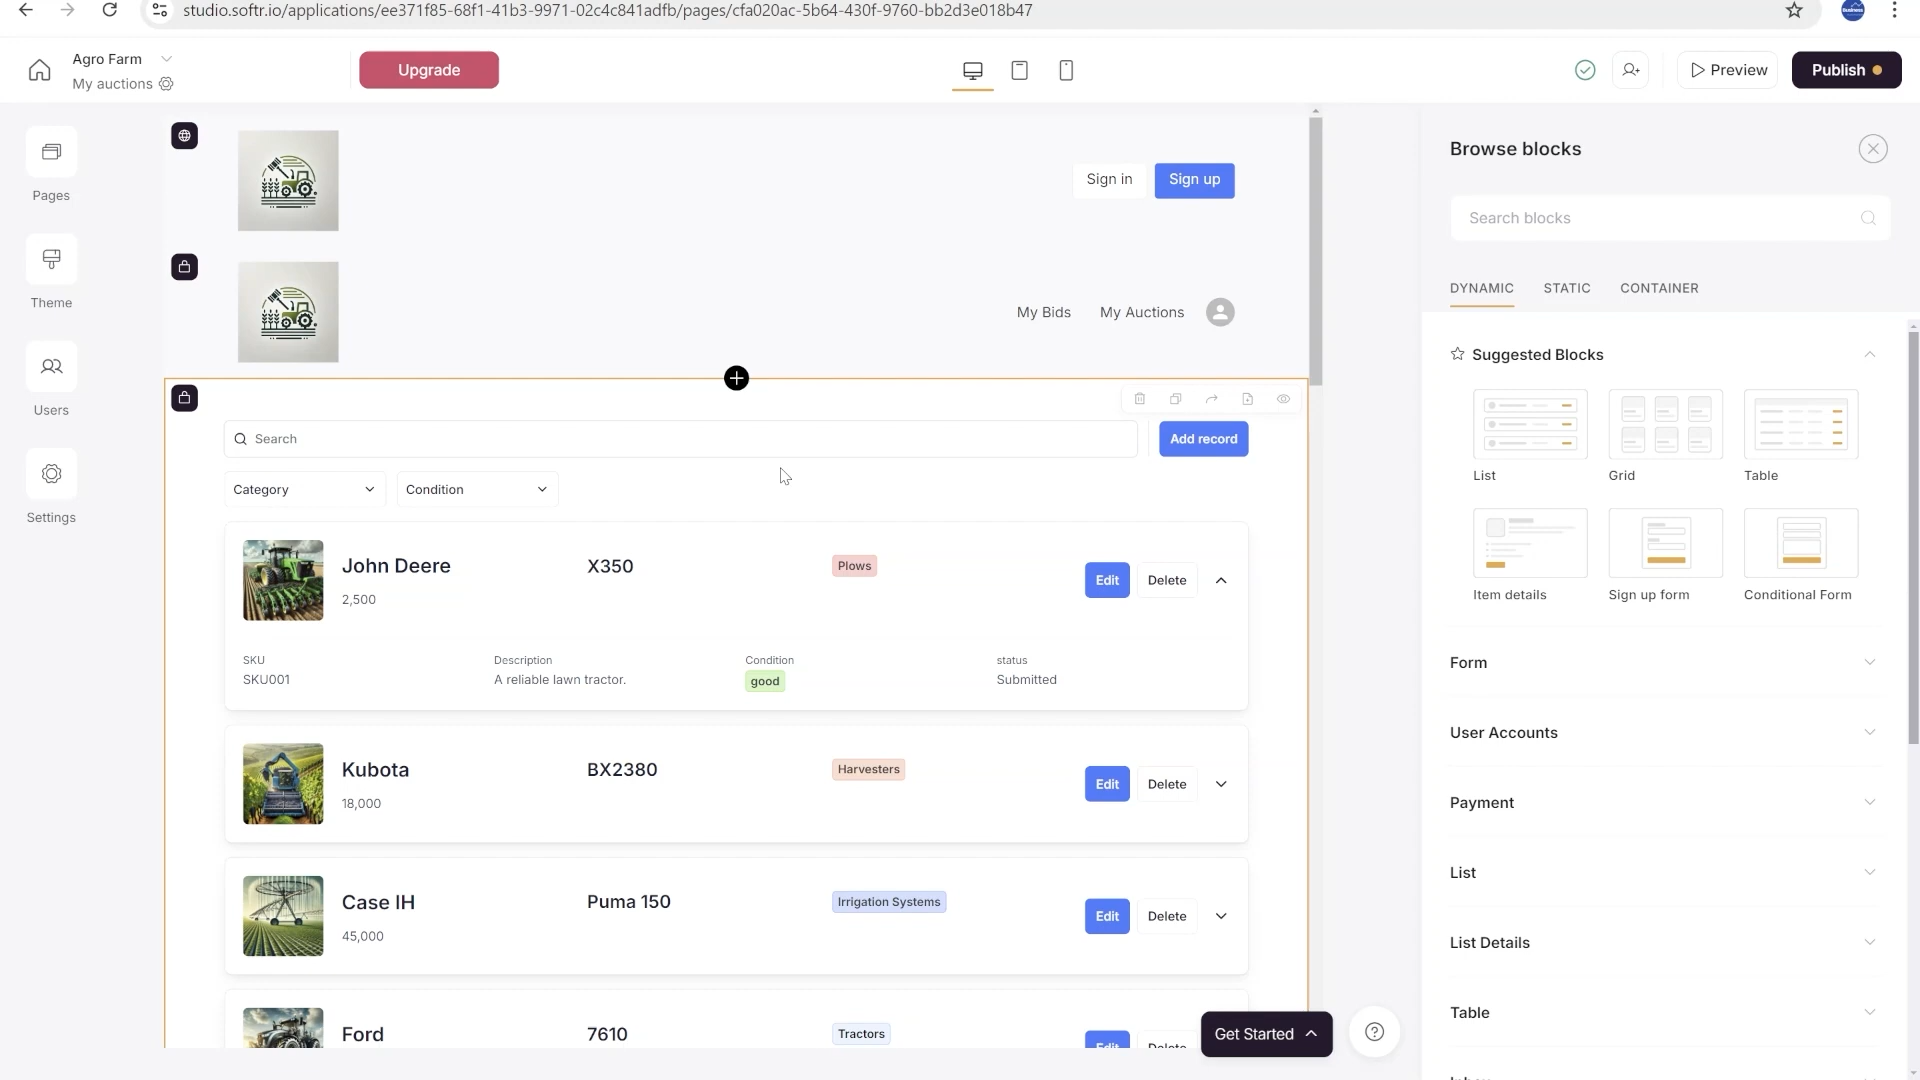 studio.softr.io/applications/ee371f85-68f1-41b3-9971-02c4c841adfb/pages/cfa020ac-5b64-430f-9760-bb2d3e018b47
Agro Farm
My auctions
Upgrade
Preview
Publish
Pages
Theme
Users
Settings
Sign in
Sign up
My Bids
My Auctions
Search
Add record
Category
Condition
John Deere
X350
Plows
2,500
Edit
Delete
SKU
Description
Condition
status
SKU001
A reliable lawn tractor.
good
Submitted
Kubota
BX2380
Harvesters
18,000
Edit
Delete
Case IH
Puma 150
Irrigation Systems
45,000
Edit
Delete
Ford
7610
Tractors
Edit
Delete
Get Started
Browse blocks
Search blocks
DYNAMIC
STATIC
CONTAINER
Suggested Blocks
List
Grid
Table
Item details
Sign up form
Conditional Form
Form
User Accounts
Payment
List
List Details
Table